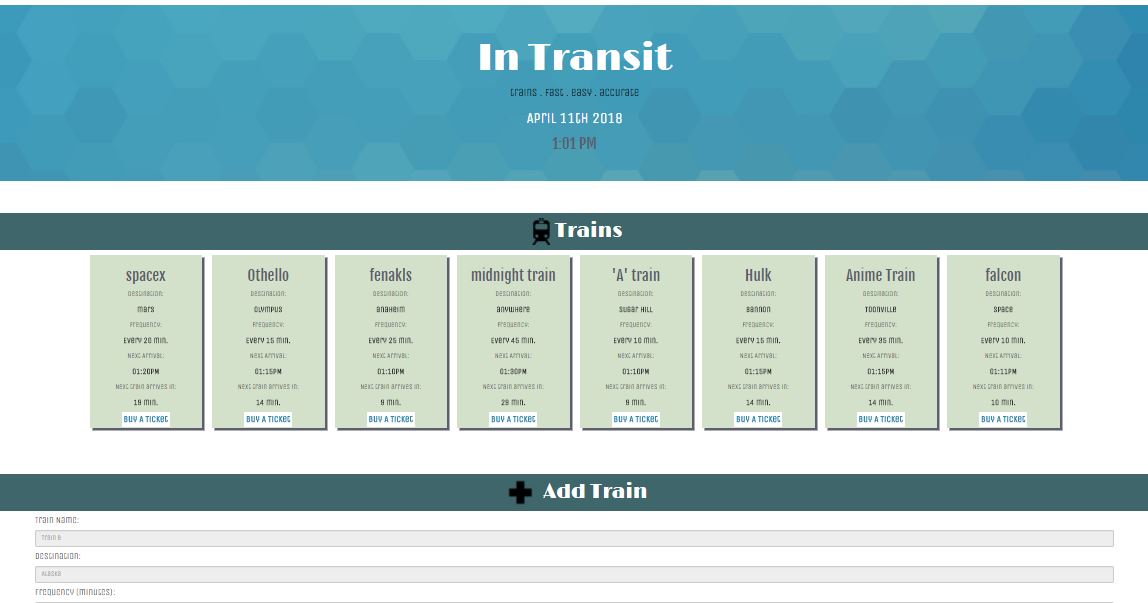 In Transit
trains . fast . easy . accurate
April 11th 2018
1:01 PM
Trains
spacex
Destination:
mars
Frequency:
Every 20 min.
Next Arrival:
01:20PM
Next train arrives in:
19 min.
Buy a ticket
Othello
Destination:
Olympus
Frequency:
Every 15 min.
Next Arrival:
01:15PM
Next train arrives in:
14 min.
Buy a ticket
fenakls
Destination:
anaheim
Frequency:
Every 25 min.
Next Arrival:
01:10PM
Next train arrives in:
9 min.
Buy a ticket
midnight train
Destination:
anywhere
Frequency:
Every 45 min.
Next Arrival:
01:30PM
Next train arrives in:
29 min.
Buy a ticket
'A' train
Destination:
Sugar Hill
Frequency:
Every 10 min.
Next Arrival:
01:10PM
Next train arrives in:
9 min.
Buy a ticket
Hulk
Destination:
Bannon
Frequency:
Every 15 min.
Next Arrival:
01:15PM
Next train arrives in:
14 min.
Buy a ticket
Anime Train
Destination:
Toonville
Frequency:
Every 35 min.
Next Arrival:
01:15PM
Next train arrives in:
14 min.
Buy a ticket
falcon
Destination:
space
Frequency:
Every 10 min.
Next Arrival:
01:11PM
Next train arrives in:
10 min.
Buy a ticket
Add Train
Train Name:
Train
Destination:
Alaska
Frequency (minutes):